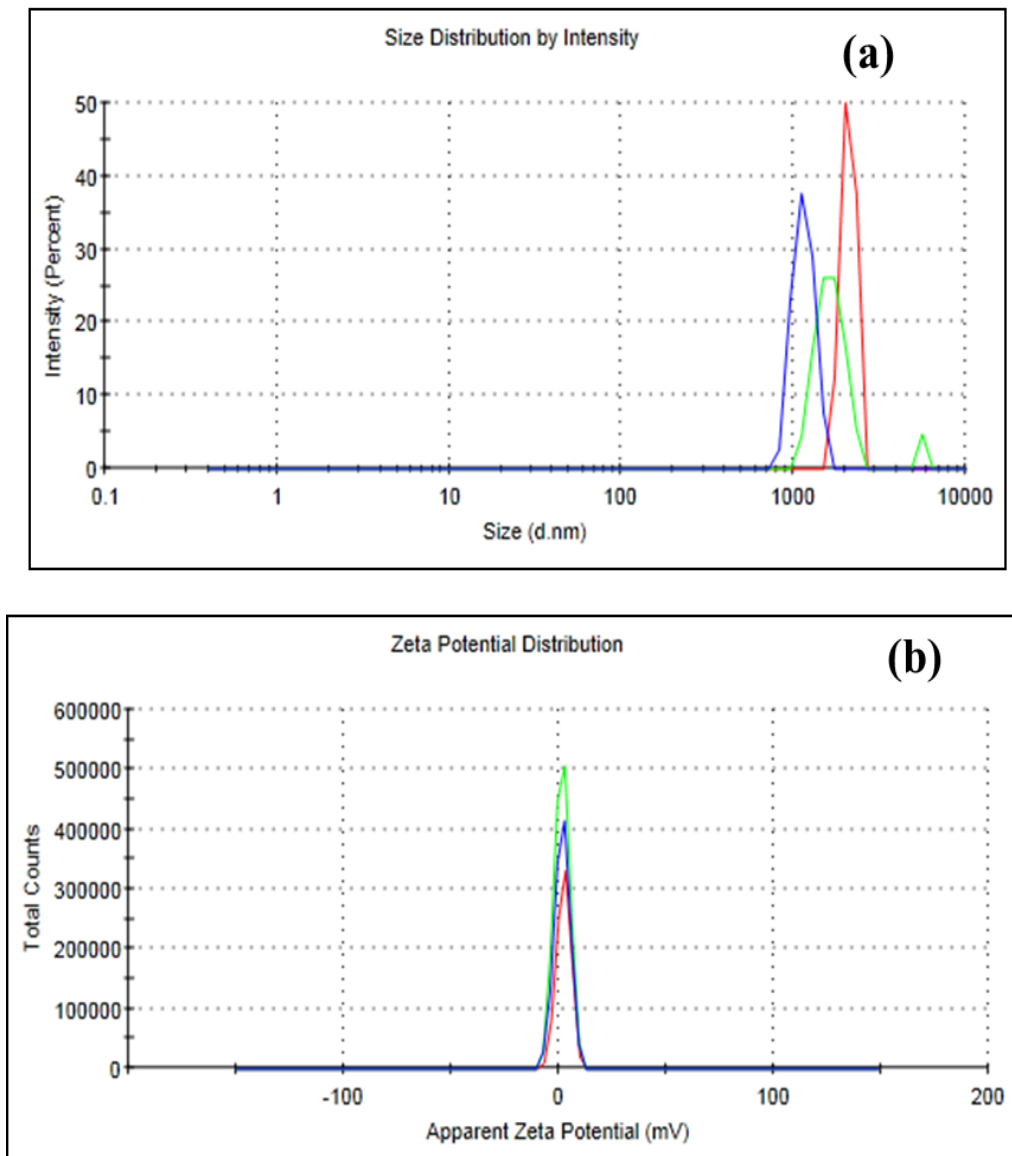 Size Distribution by Intensity
(a)
50
40
30
20
10
0
Intensity (Percent)
0.1 1 10 100 1000 10000
Size (d.nm)
Zeta Potential Distribution
(b)
600000
500000
400000
300000
200000
100000
0
Total Counts
-100 0 100 200
Apparent Zeta Potential (mV)